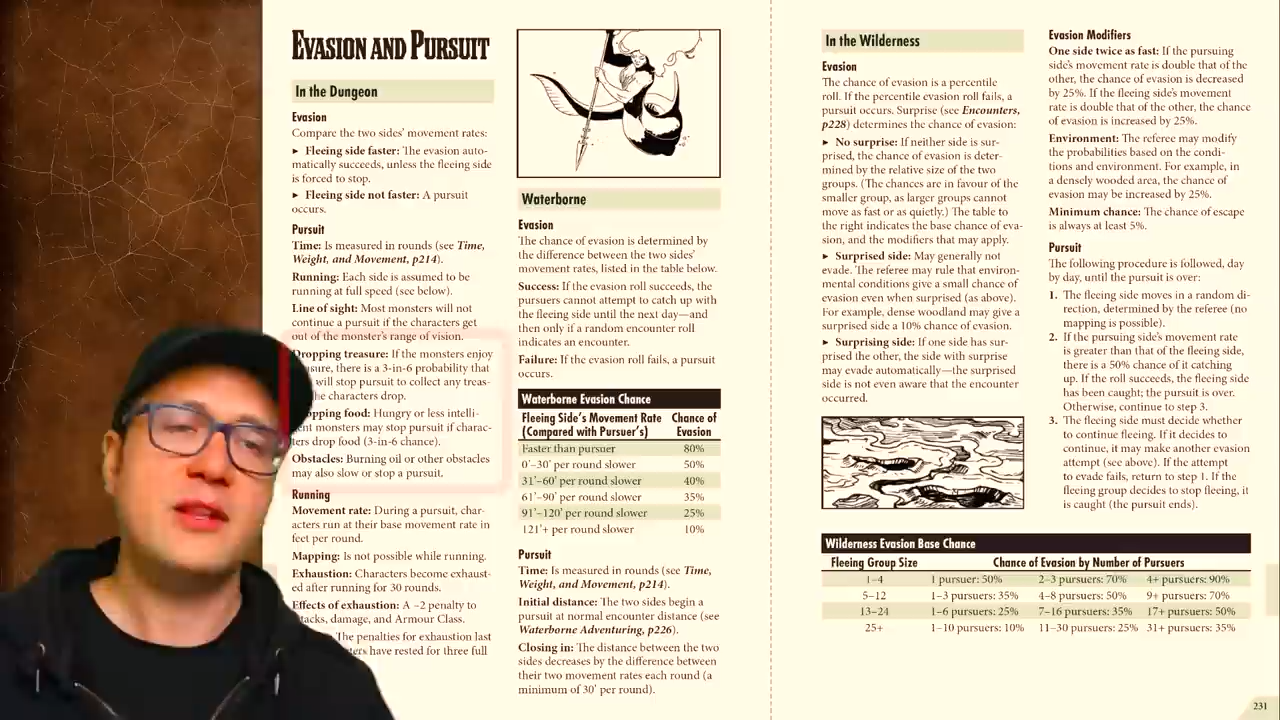 EVASION AND PURSUIT
In the Dungeon
Evasion
Compare the two sides' movement rates:
► Fleeing side faster: The evasion auto-
matically succeeds, unless the fleeing side
is forced to stop.
► Fleeing side not faster: A pursuit
occurs.
Pursuit
Time: Is measured in rounds (see Time,
Weight, and Movement, p214).
Running: Each side is assumed to be
running at full speed (see below).
Line of sight: Most monsters will not
continue a pursuit if the characters get
out of the monster's range of vision.
Dropping treasure: If the monsters enjoy
there is a 3-in-6 probability that
will stop pursuit to collect any treas-
he characters drop.
opping food: Hungry or less intelli-
ent monsters may stop pursuit if charac-
ters drop food (3-in-6 chance).
Obstacles: Burning oil or other obstacles
may also slow or stop a pursuit.
Running
Movement rate: During a pursuit, char-
acters run at their base movement rate in
feet per round.
Mapping: Is not possible while running.
Exhaustion: Characters become exhaust-
ed after running for 30 rounds.
Effects of exhaustion: A –2 penalty to
attacks, damage, and Armour Class.
The penalties for exhaustion last
have rested for three full
Waterborne
Evasion
The chance of evasion is determined by
the difference between the two sides'
movement rates, listed in the table below.
Success: If the evasion roll succeeds, the
pursuers cannot attempt to catch up with
the fleeing side until the next day—and
then only if a random encounter roll
indicates an encounter.
Failure: If the evasion roll fails, a pursuit
occurs.
Waterborne Evasion Chance
Fleeing Side's Movement Rate Chance of
(Compared with Pursuer's) Evasion
Faster than pursuer 80%
0'–30' per round slower 50%
31'–60' per round slower 40%
61'–90' per round slower 35%
91'–120' per round slower 25%
121'+ per round slower 10%
Pursuit
Time: Is measured in rounds (see Time,
Weight, and Movement, p214).
Initial distance: The two sides begin a
pursuit at normal encounter distance (see
Waterborne Adventuring, p226).
Closing in: The distance between the two
sides decreases by the difference between
their two movement rates each round (a
minimum of 30' per round).
In the Wilderness
Evasion
The chance of evasion is a percentile
roll. If the percentile evasion roll fails, a
pursuit occurs. Surprise (see Encounters,
p228) determines the chance of evasion:
► No surprise: If neither side is sur-
prised, the chance of evasion is deter-
mined by the relative size of the two
groups. (The chances are in favour of the
smaller group, as larger groups cannot
move as fast or as quietly.) The table to
the right indicates the base chance of eva-
sion, and the modifiers that may apply.
► Surprised side: May generally not
evade. The referee may rule that environ-
mental conditions give a small chance of
evasion even when surprised (as above).
For example, dense woodland may give a
surprised side a 10% chance of evasion.
► Surprising side: If one side has sur-
prised the other, the side with surprise
may evade automatically—the surprised
side is not even aware that the encounter
occurred.
Evasion Modifiers
One side twice as fast: If the pursuing
side's movement rate is double that of the
other, the chance of evasion is decreased
by 25%. If the fleeing side's movement
rate is double that of the other, the chance
of evasion is increased by 25%.
Environment: The referee may modify
the probabilities based on the condi-
tions and environment. For example, in
a densely wooded area, the chance of
evasion may be increased by 25%.
Minimum chance: The chance of escape
is always at least 5%.
Pursuit
The following procedure is followed, day
by day, until the pursuit is over:
1. The fleeing side moves in a random di-
rection, determined by the referee (no
mapping is possible).
2. If the pursuing side's movement rate
is greater than that of the fleeing side,
there is a 50% chance of it catching
up. If the roll succeeds, the fleeing side
has been caught; the pursuit is over.
Otherwise, continue to step 3.
3. The fleeing side must decide whether
to continue fleeing. If it decides to
continue, it may make another evasion
attempt (see above). If the attempt
to evade fails, return to step 1. If the
fleeing group decides to stop fleeing, it
is caught (the pursuit ends).
Wilderness Evasion Base Chance
Fleeing Group Size Chance of Evasion by Number of Pursuers
1–4 1 pursuer: 50% 2–3 pursuers: 70% 4+ pursuers: 90%
5–12 1–3 pursuers: 35% 4–8 pursuers: 50% 9+ pursuers: 70%
13–24 1–6 pursuers: 25% 7–16 pursuers: 35% 17+ pursuers: 50%
25+ 1–10 pursuers: 10% 11–30 pursuers: 25% 31+ pursuers: 35%
231